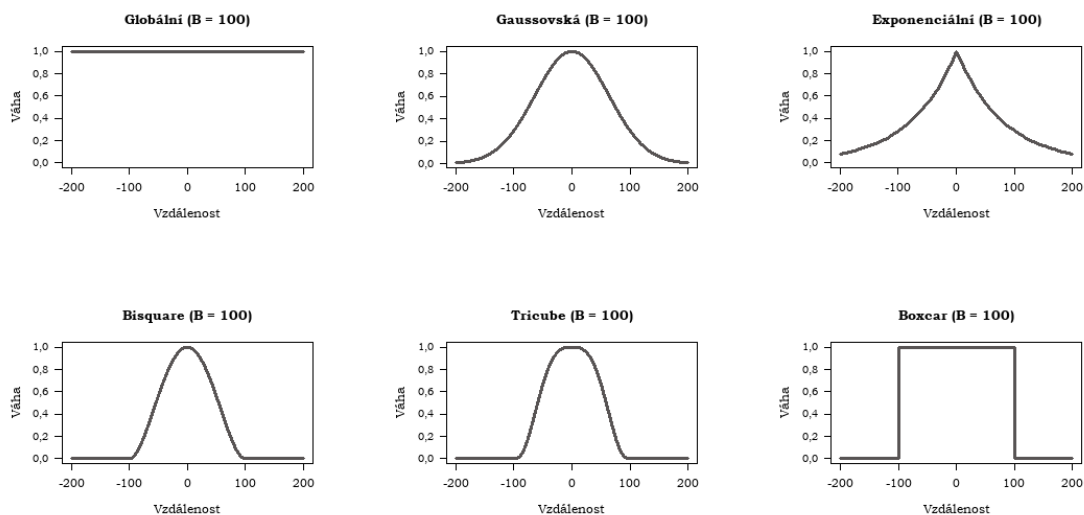 Globální (B = 100)
Váha
1,0
0,8
0,6
0,4
0,2
0,0
-200 -100 0 100 200
Vzdálenost
Gaussovská (B = 100)
Váha
1,0
0,8
0,6
0,4
0,2
0,0
-200 -100 0 100 200
Vzdálenost
Exponenciální (B = 100)
Váha
1,0
0,8
0,6
0,4
0,2
0,0
-200 -100 0 100 200
Vzdálenost
Bisquare (B = 100)
Váha
1,0
0,8
0,6
0,4
0,2
0,0
-200 -100 0 100 200
Vzdálenost
Tricube (B = 100)
Váha
1,0
0,8
0,6
0,4
0,2
0,0
-200 -100 0 100 200
Vzdálenost
Boxcar (B = 100)
Váha
1,0
0,8
0,6
0,4
0,2
0,0
-200 -100 0 100 200
Vzdálenost